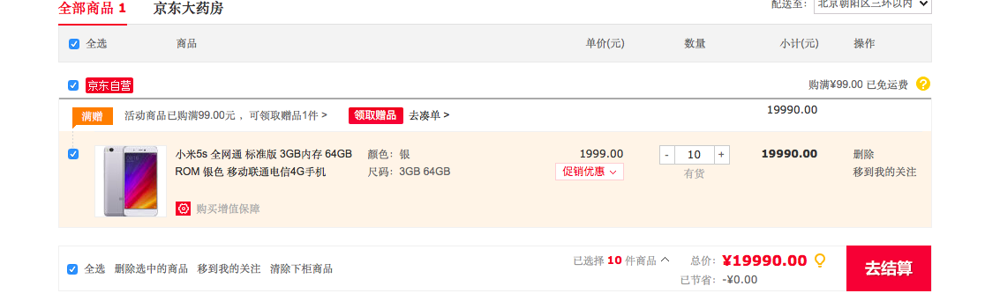 全部商品 1 京东大药房 配送至: 北京朝阳区三环以内
全选 商品 单价(元) 数量 小计(元) 操作
京东自营 购满¥99.00 已免运费 ?
满赠 活动商品已购满99.00元 ，可领取赠品1件 > 领取赠品 去凑单 > 19990.00
小米5s 全网通 标准版 3GB内存 64GB 颜色：银 1999.00 - 10 + 19990.00 删除
ROM 银色 移动联通电信4G手机 尺码：3GB 64GB 促销优惠 有货 移到我的关注
购买增值保障
全选 删除选中的商品 移到我的关注 清除下柜商品 已选择 10 件商品 总价： ¥19990.00 去结算
已节省： -¥0.00